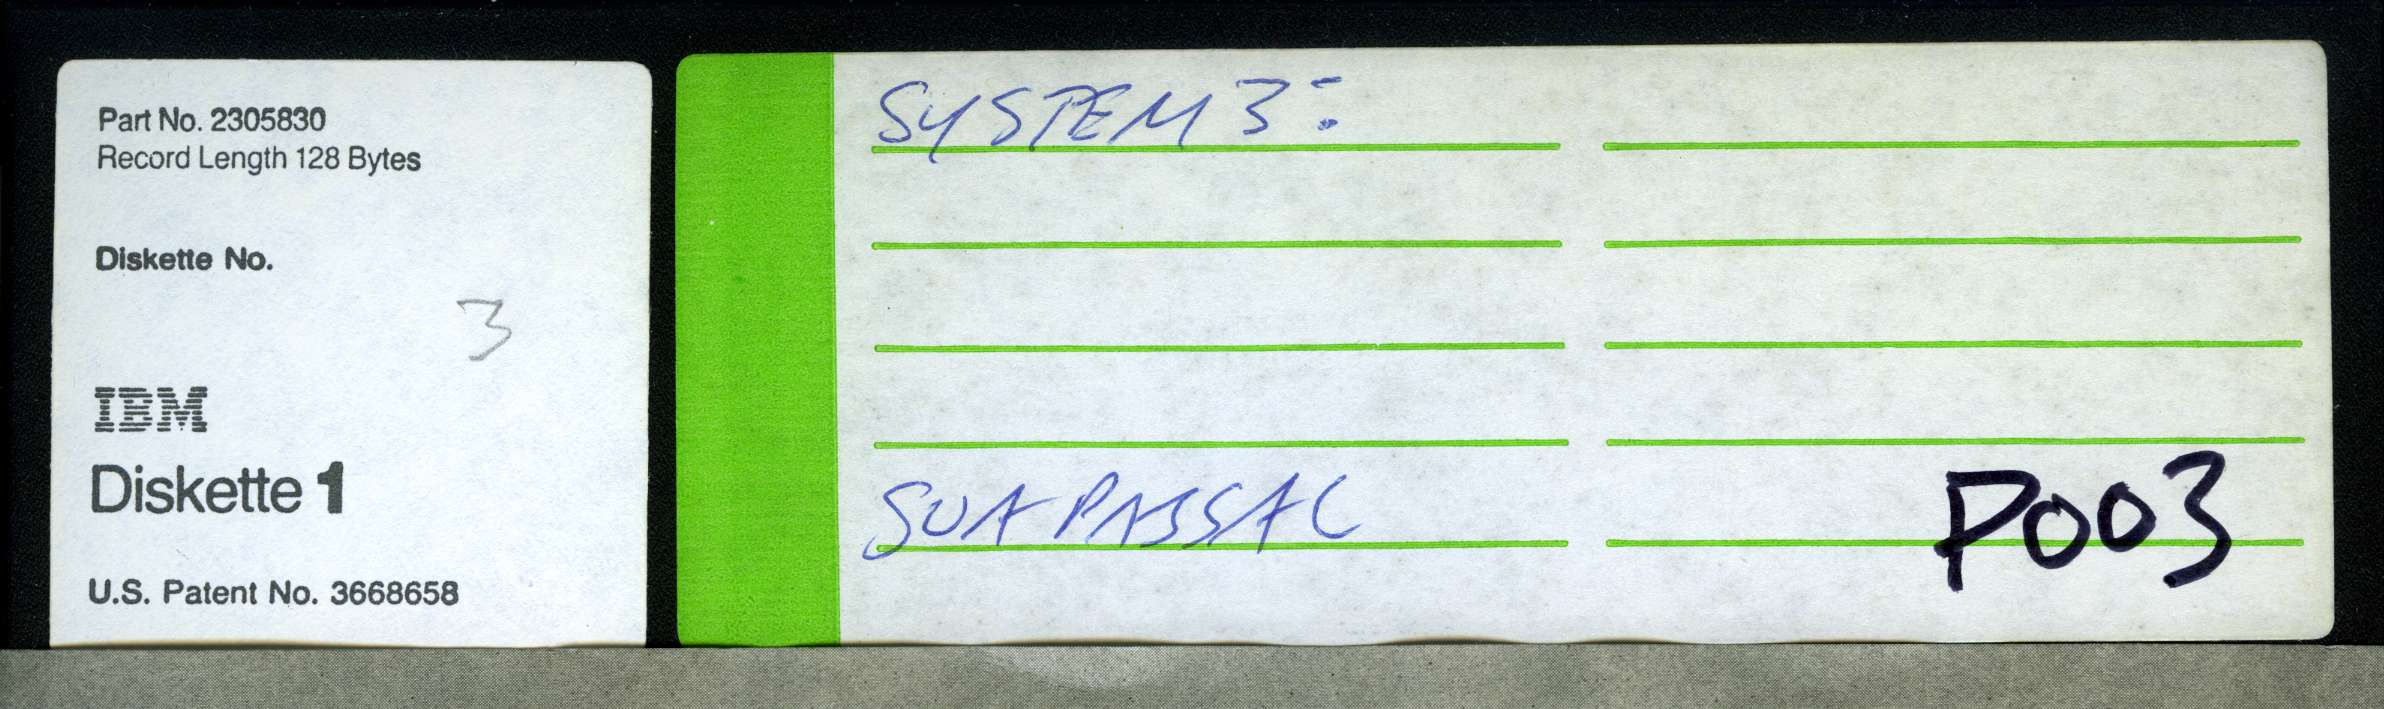 Part No. 2305830
Record Length 128 Bytes
Diskette No.
3
IBM
Diskette 1
U.S. Patent No. 3668658
SYSTEM 3:
SUA PASSAC
P003